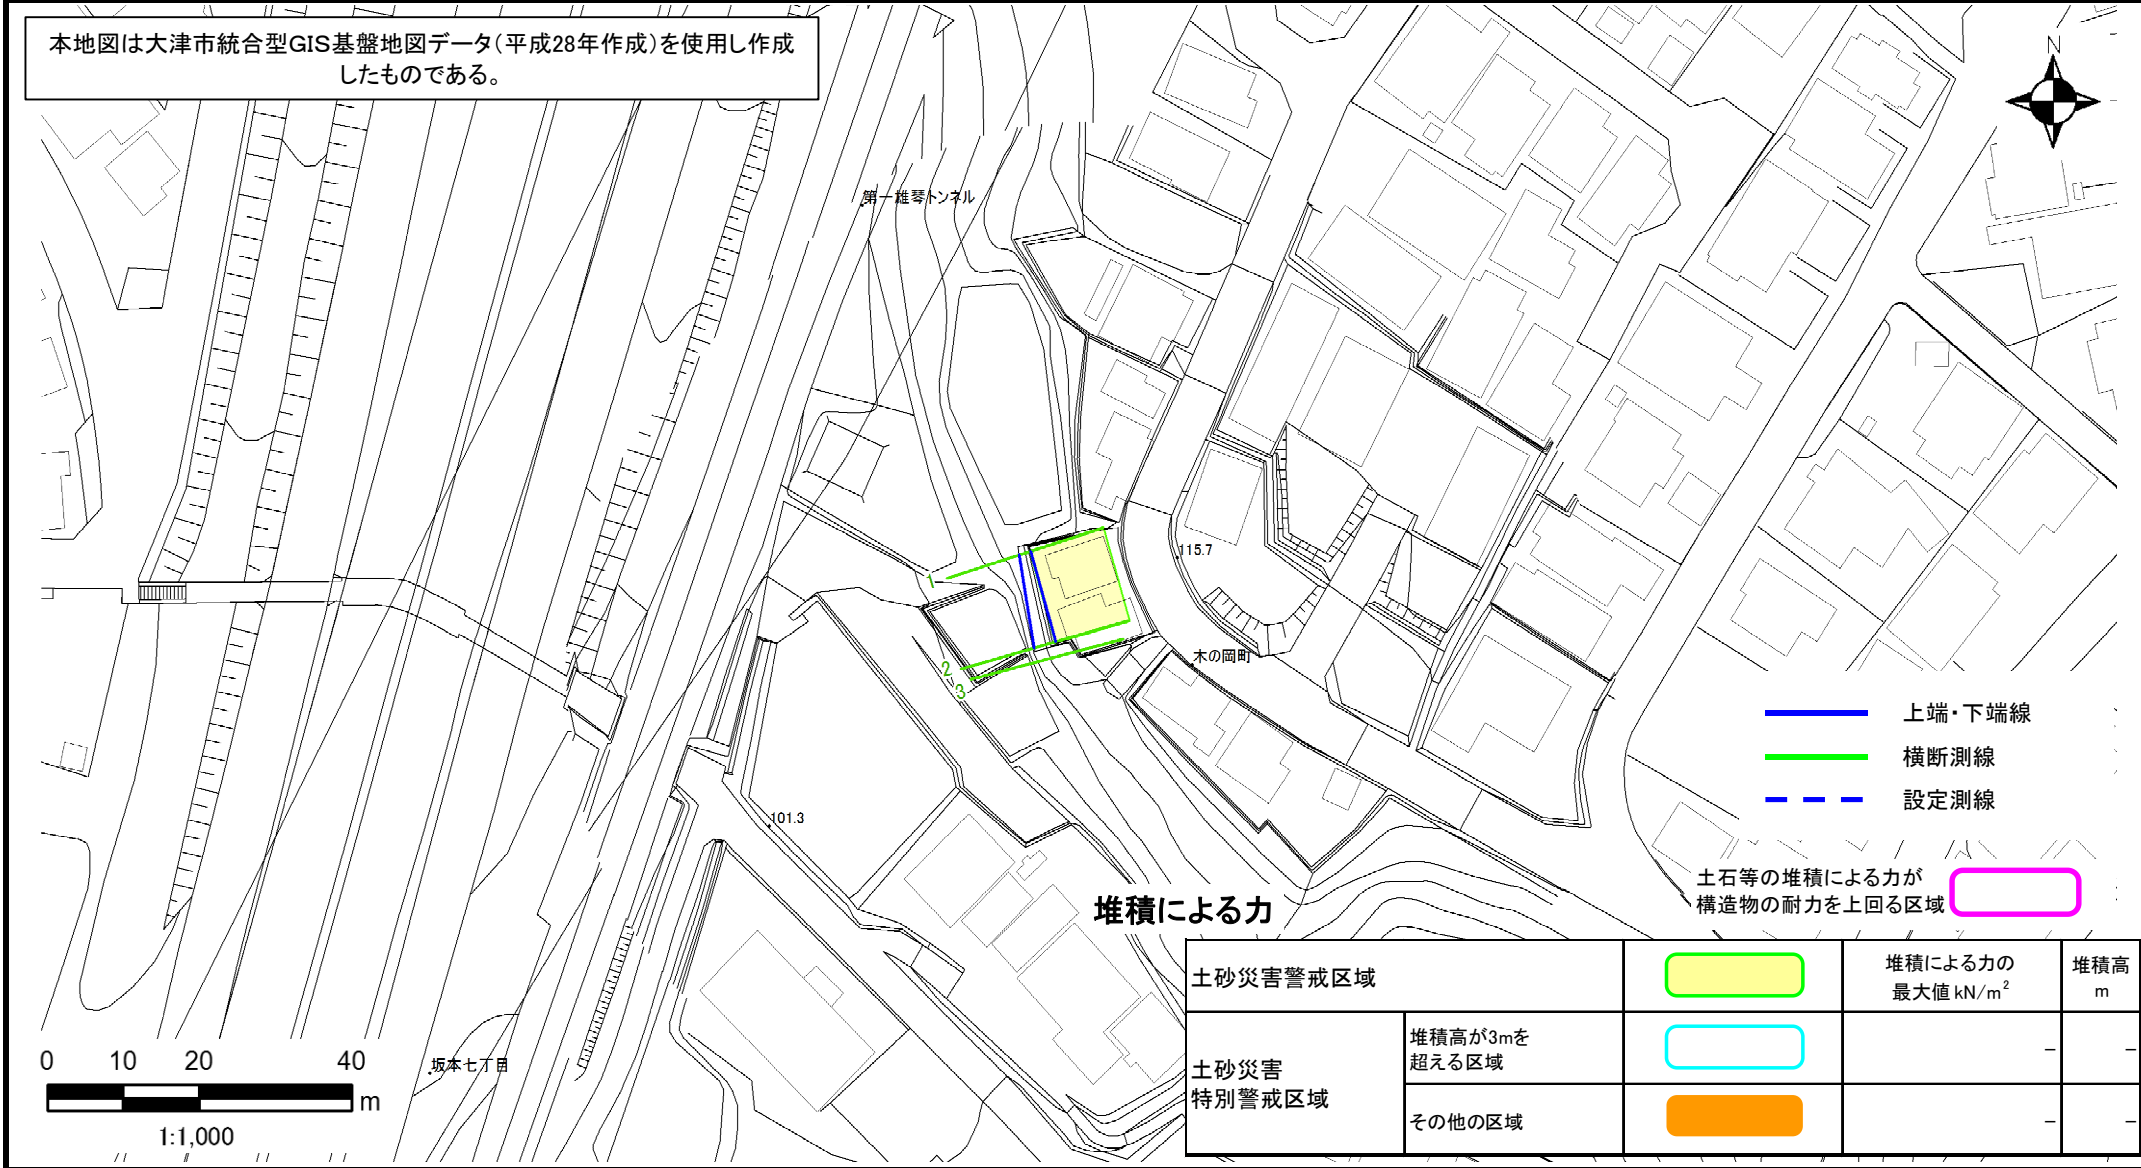 本地図は大津市統合型GIS基盤地図データ(平成28年作成)を使用し作成
したものである。
N
第一雄琴トンネル
115.7
1
木の岡町
2
3
上端・下端線
横断測線
設定測線
101.3
土石等の堆積による力が
構造物の耐力を上回る区域
堆積による力
土砂災害警戒区域
堆積による力の
最大値 kN/m²
堆積高
m
土砂災害
特別警戒区域
堆積高が3mを
超える区域
－
－
その他の区域
－
－
0 10 20 40
m
1:1,000
坂本七丁目